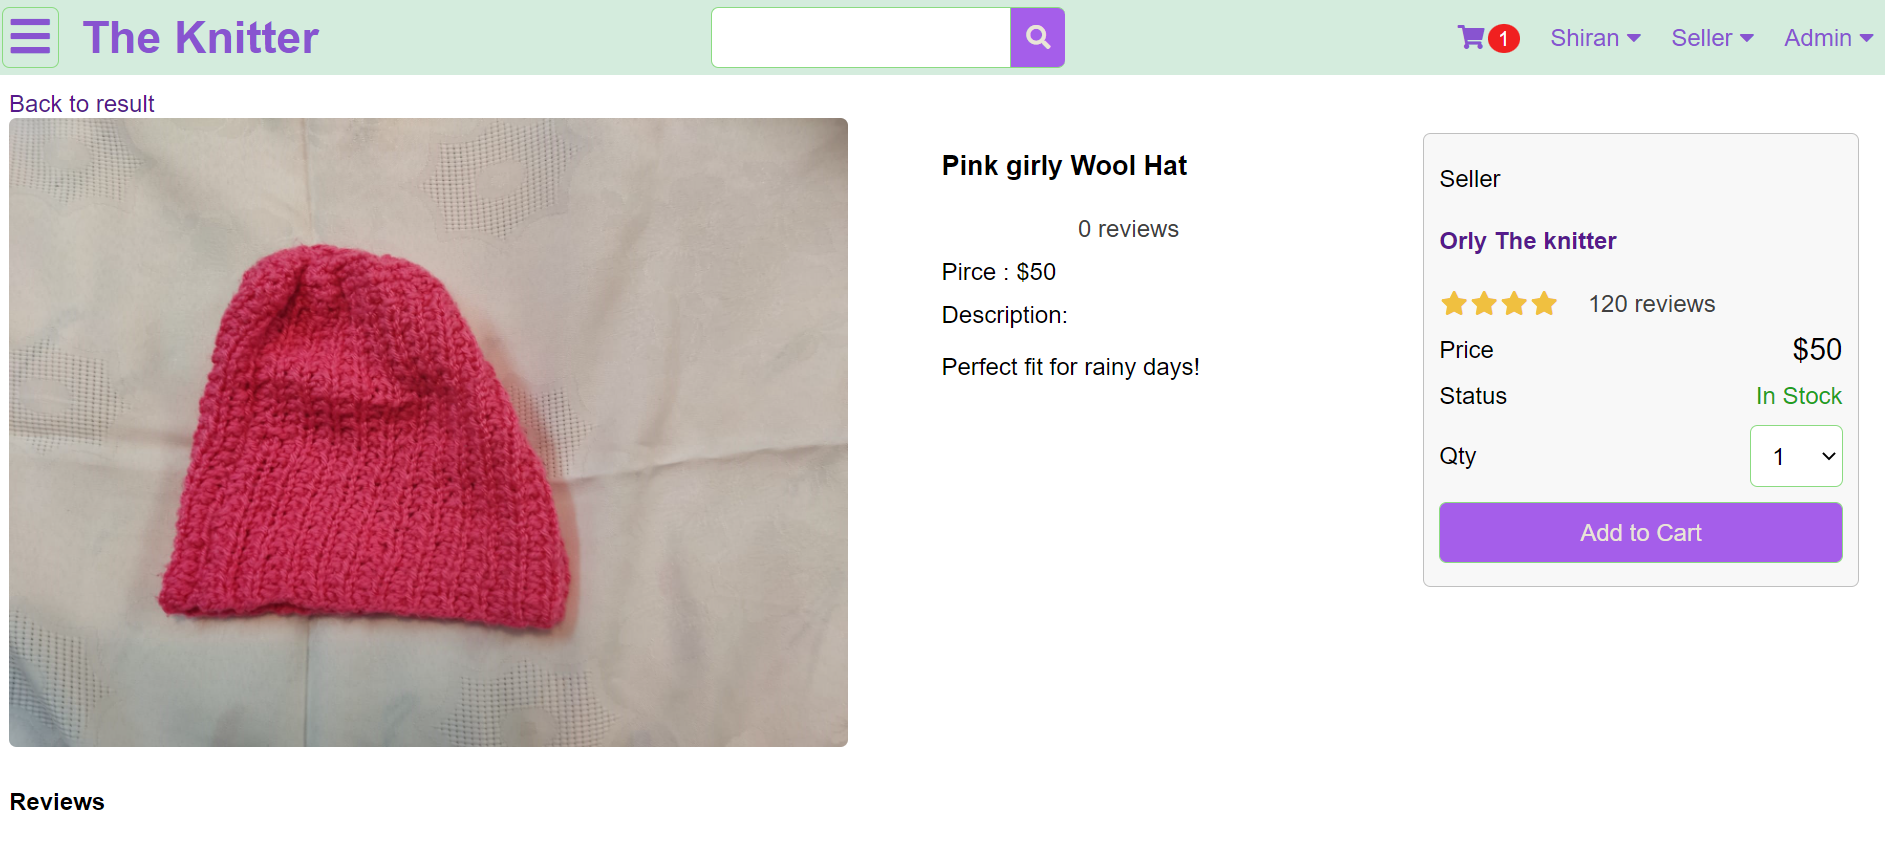 The Knitter
1
Shiran
Seller
Admin
Back to result
Pink girly Wool Hat
0 reviews
Pirce : $50
Description:
Perfect fit for rainy days!
Seller
Orly The knitter
120 reviews
Price $50
Status In Stock
Qty 1
Add to Cart
Reviews